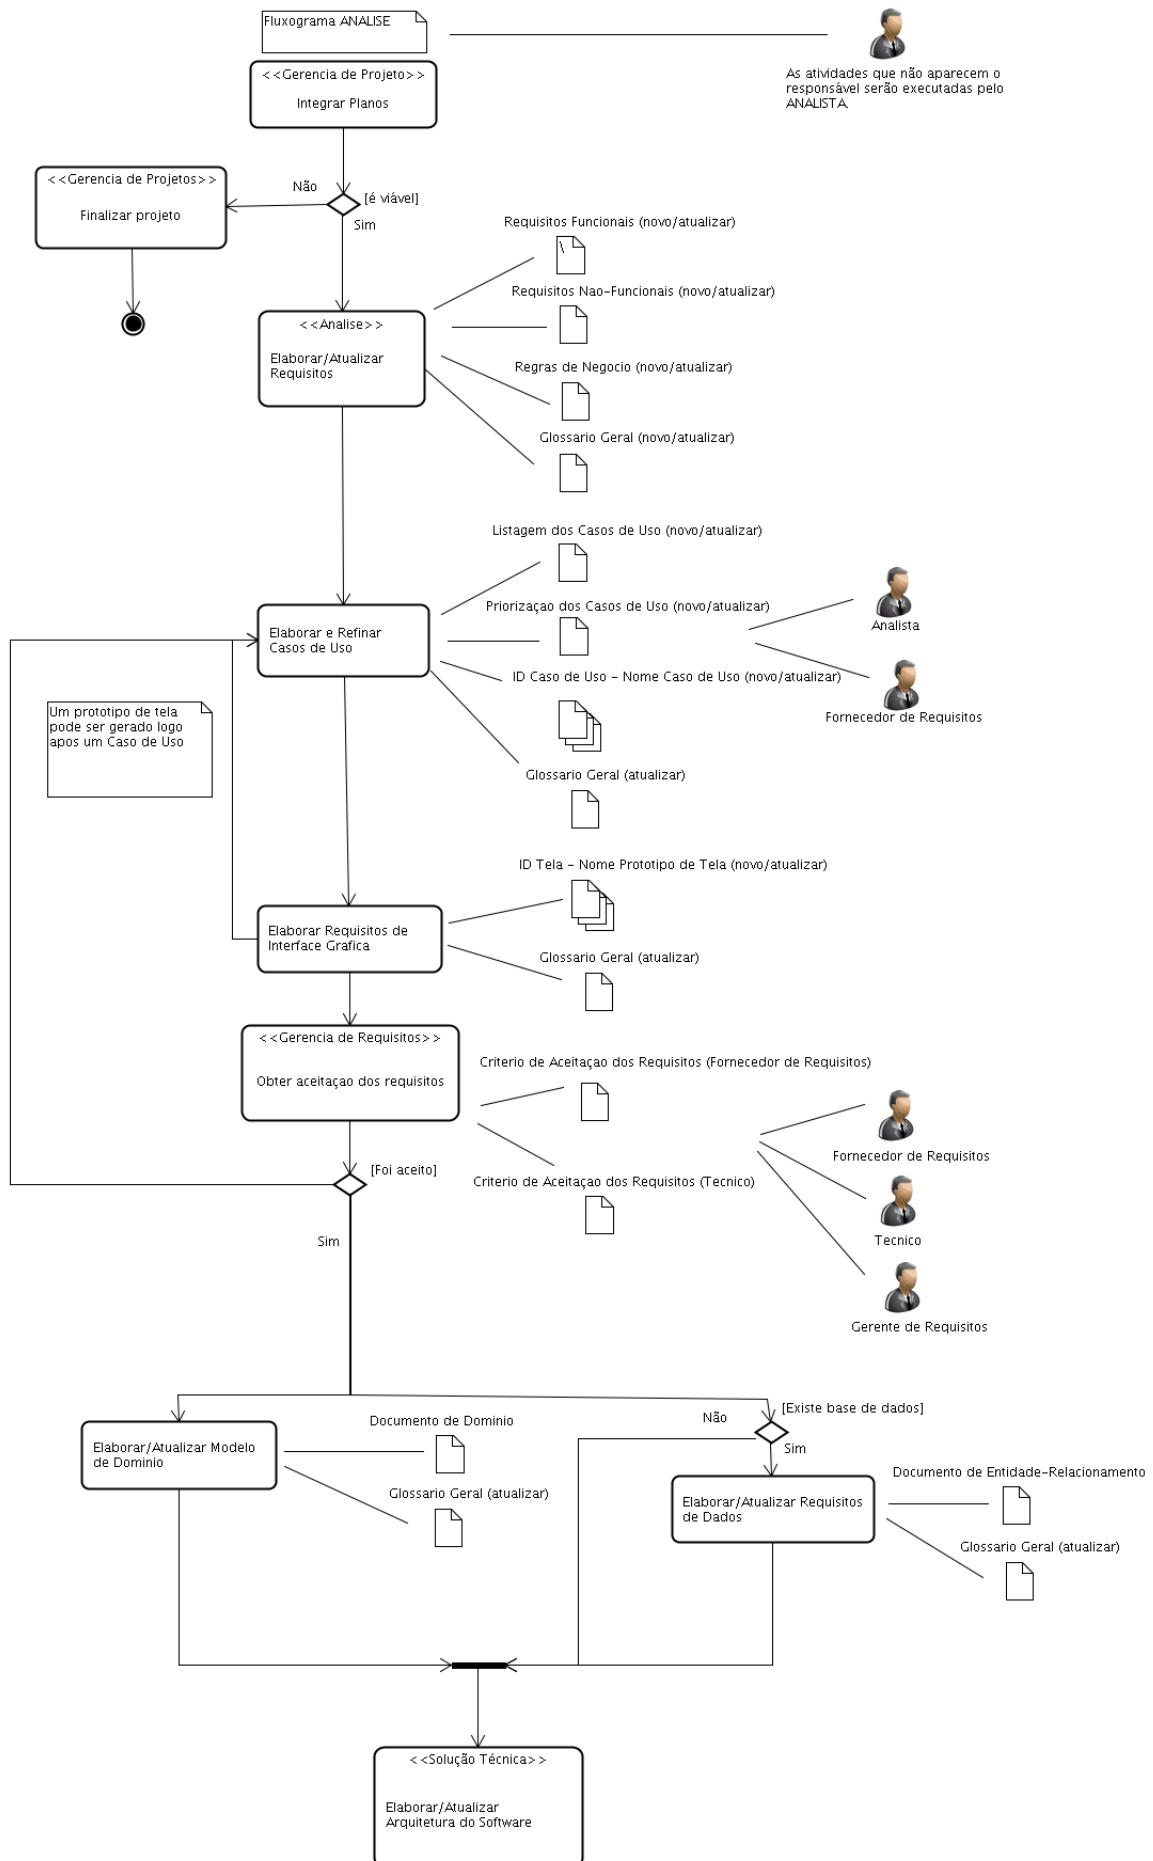 Fluxograma ANALISE
As atividades que não aparecem o
responsável serão executadas pelo
ANALISTA.
<<Gerencia de Projeto>>
Integrar Planos
<<Gerencia de Projetos>>
Finalizar projeto
Não
[é viável]
Sim
Requisitos Funcionais (novo/atualizar)
\
Requisitos Nao-Funcionais (novo/atualizar)
<<Analise>>
Elaborar/Atualizar
Requisitos
Regras de Negocio (novo/atualizar)
Glossario Geral (novo/atualizar)
Listagem dos Casos de Uso (novo/atualizar)
Elaborar e Refinar
Casos de Uso
Priorizaçao dos Casos de Uso (novo/atualizar)
Analista
ID Caso de Uso - Nome Caso de Uso (novo/atualizar)
Fornecedor de Requisitos
Um prototipo de tela
pode ser gerado logo
apos um Caso de Uso
Glossario Geral (atualizar)
ID Tela - Nome Prototipo de Tela (novo/atualizar)
Elaborar Requisitos de
Interface Grafica
Glossario Geral (atualizar)
<<Gerencia de Requisitos>>
Obter aceitaçao dos requisitos
Criterio de Aceitaçao dos Requisitos (Fornecedor de Requisitos)
Fornecedor de Requisitos
Criterio de Aceitaçao dos Requisitos (Tecnico)
Tecnico
Gerente de Requisitos
[Foi aceito]
Sim
Elaborar/Atualizar Modelo
de Dominio
Documento de Dominio
Glossario Geral (atualizar)
[Existe base de dados]
Não
Sim
Elaborar/Atualizar Requisitos
de Dados
Documento de Entidade-Relacionamento
Glossario Geral (atualizar)
<<Solução Técnica>>
Elaborar/Atualizar
Arquitetura do Software